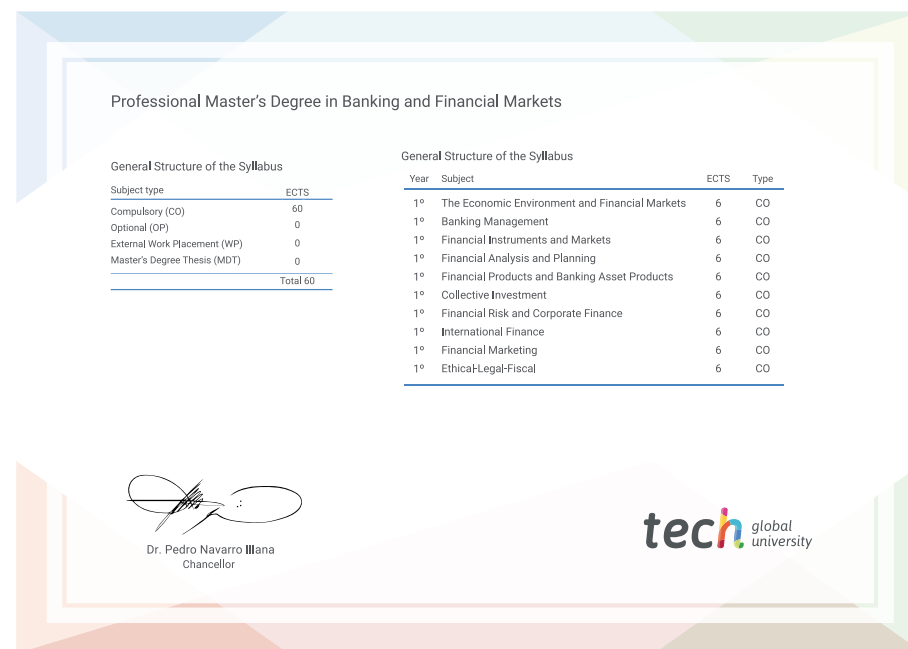 Professional Master's Degree in Banking and Financial Markets
General Structure of the Syllabus
Subject type ECTS
Compulsory (CO) 60
Optional (OP) 0
External Work Placement (WP) 0
Master's Degree Thesis (MDT) 0
Total 60
General Structure of the Syllabus
Year Subject ECTS Type
1º The Economic Environment and Financial Markets 6 CO
1º Banking Management 6 CO
1º Financial Instruments and Markets 6 CO
1º Financial Analysis and Planning 6 CO
1º Financial Products and Banking Asset Products 6 CO
1º Collective Investment 6 CO
1º Financial Risk and Corporate Finance 6 CO
1º International Finance 6 CO
1º Financial Marketing 6 CO
1º Ethical-Legal-Fiscal 6 CO
Dr. Pedro Navarro Illana
Chancellor
tech global
university